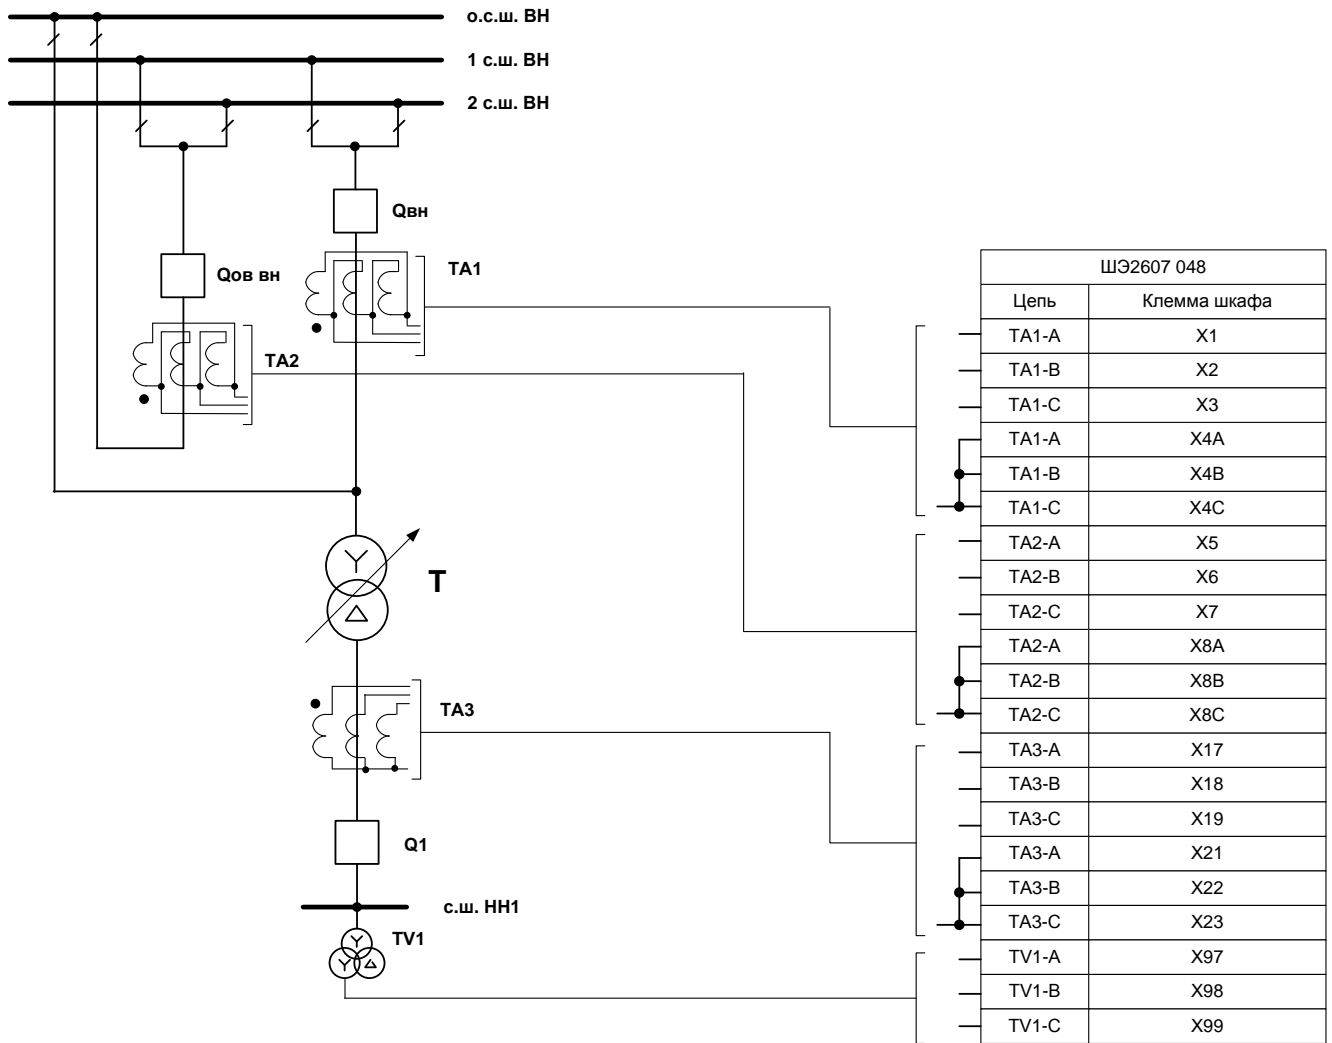 о.с.ш. ВН
1 с.ш. ВН
2 с.ш. ВН
Qвн
Qов вн
TA1
TA2
T
TA3
Q1
с.ш. НН1
TV1
ШЭ2607 048
Цепь Клемма шкафа
TA1-A X1
TA1-B X2
TA1-C X3
TA1-A X4A
TA1-B X4B
TA1-C X4C
TA2-A X5
TA2-B X6
TA2-C X7
TA2-A X8A
TA2-B X8B
TA2-C X8C
TA3-A X17
TA3-B X18
TA3-C X19
TA3-A X21
TA3-B X22
TA3-C X23
TV1-A X97
TV1-B X98
TV1-C X99